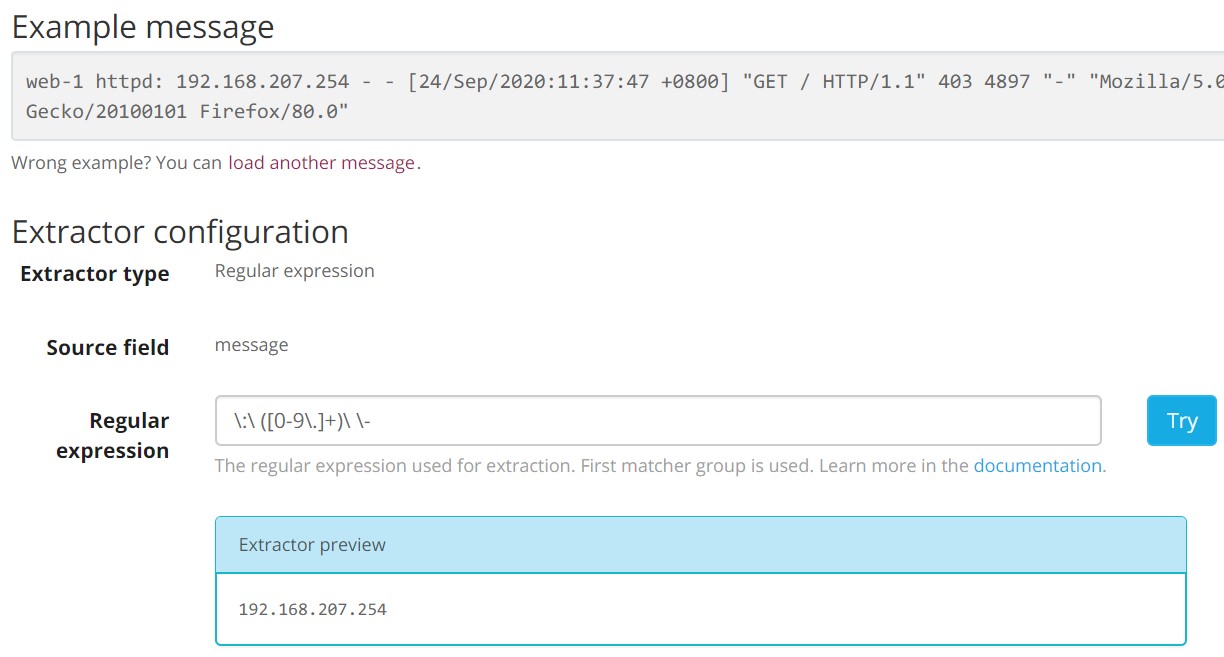 Example message
web-1 httpd: 192.168.207.254 - - [24/Sep/2020:11:37:47 +0800] "GET / HTTP/1.1" 403 4897 "-" "Mozilla/5.0
Gecko/20100101 Firefox/80.0"
Wrong example? You can load another message.
Extractor configuration
Extractor type Regular expression
Source field message
Regular expression \:\ ([0-9\.]+)\ \- Try
The regular expression used for extraction. First matcher group is used. Learn more in the documentation.
Extractor preview
192.168.207.254